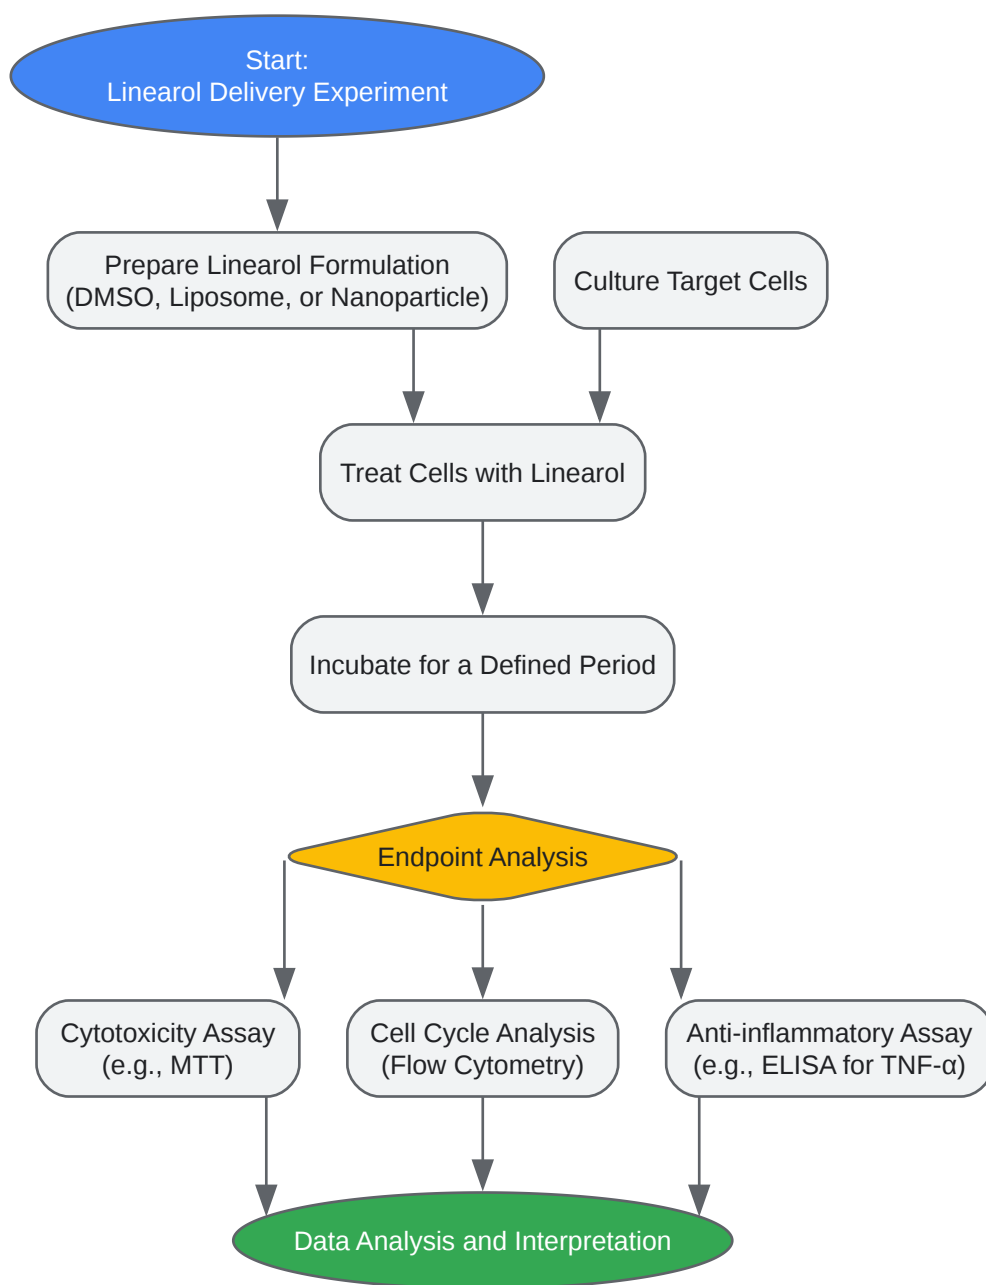 Start:
Linearol Delivery Experiment
Prepare Linearol Formulation
(DMSO, Liposome, or Nanoparticle)
Culture Target Cells
Treat Cells with Linearol
Incubate for a Defined Period
Endpoint Analysis
Cytotoxicity Assay
(e.g., MTT)
Cell Cycle Analysis
(Flow Cytometry)
Anti-inflammatory Assay
(e.g., ELISA for TNF-α)
Data Analysis and Interpretation